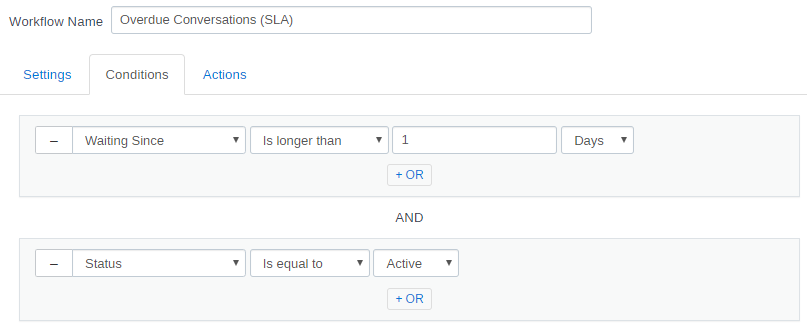 Workflow Name Overdue Conversations (SLA)
Settings Conditions Actions
– Waiting Since Is longer than 1 Days
+ OR
AND
– Status Is equal to Active
+ OR